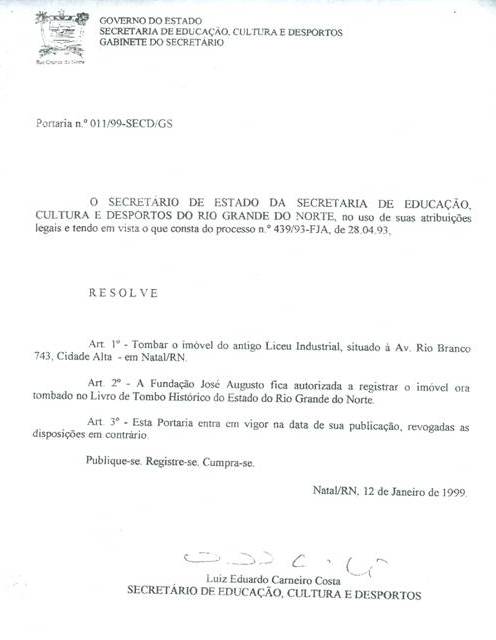 GOVERNO DO ESTADO
SECRETARIA DE EDUCAÇÃO, CULTURA E DESPORTOS
GABINETE DO SECRETÁRIO
Rio Grande do Norte
Portaria n.º 011/99-SECD/GS
O SECRETÁRIO DE ESTADO DA SECRETARIA DE EDUCAÇÃO,
CULTURA E DESPORTOS DO RIO GRANDE DO NORTE, no uso de suas atribuições
legais e tendo em vista o que consta do processo n.º 439/93-FJA, de 28.04.93,
RESOLVE
Art. 1º - Tombar o imóvel do antigo Liceu Industrial, situado à Av. Rio Branco
743, Cidade Alta - em Natal/RN.
Art. 2º - A Fundação José Augusto fica autorizada a registrar o imóvel ora
tombado no Livro de Tombo Histórico do Estado do Rio Grande do Norte.
Art. 3º - Esta Portaria entra em vigor na data de sua publicação, revogadas as
disposições em contrário.
Publique-se. Registre-se. Cumpra-se.
Natal/RN, 12 de Janeiro de 1999.
Luiz Eduardo Carneiro Costa
SECRETÁRIO DE EDUCAÇÃO, CULTURA E DESPORTOS